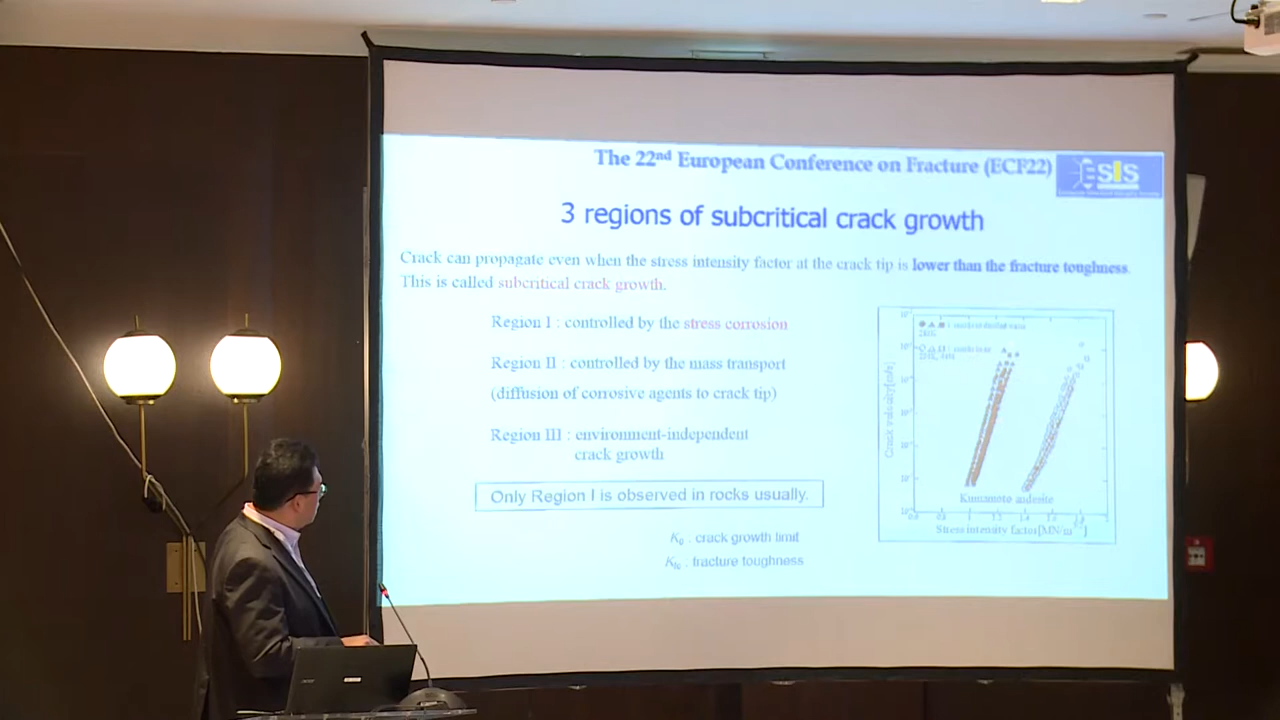 The 22nd European Conference on Fracture (ECF22)
ESIS
3 regions of subcritical crack growth
Crack can propagate even when the stress intensity factor at the crack tip is lower than the fracture toughness.
This is called subcritical crack growth.
Region I : controlled by the stress corrosion
Region II : controlled by the mass transport
(diffusion of corrosive agents to crack tip)
Region III : environment-independent
crack growth
Only Region I is observed in rocks usually.
K0 : crack growth limit
KIc : fracture toughness
Crack velocity[m/s]
Kumamoto andesite
Stress intensity factor[MN/m3/2]